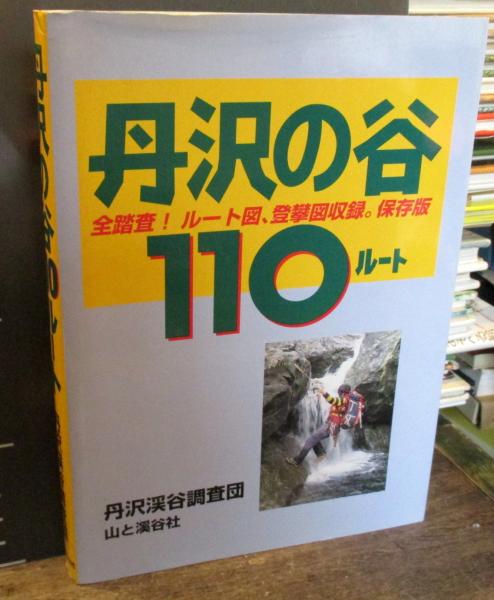 丹沢の谷
全踏査！ルート図、登攀図収録。保存版
110ルート
丹沢渓谷調査団
山と溪谷社